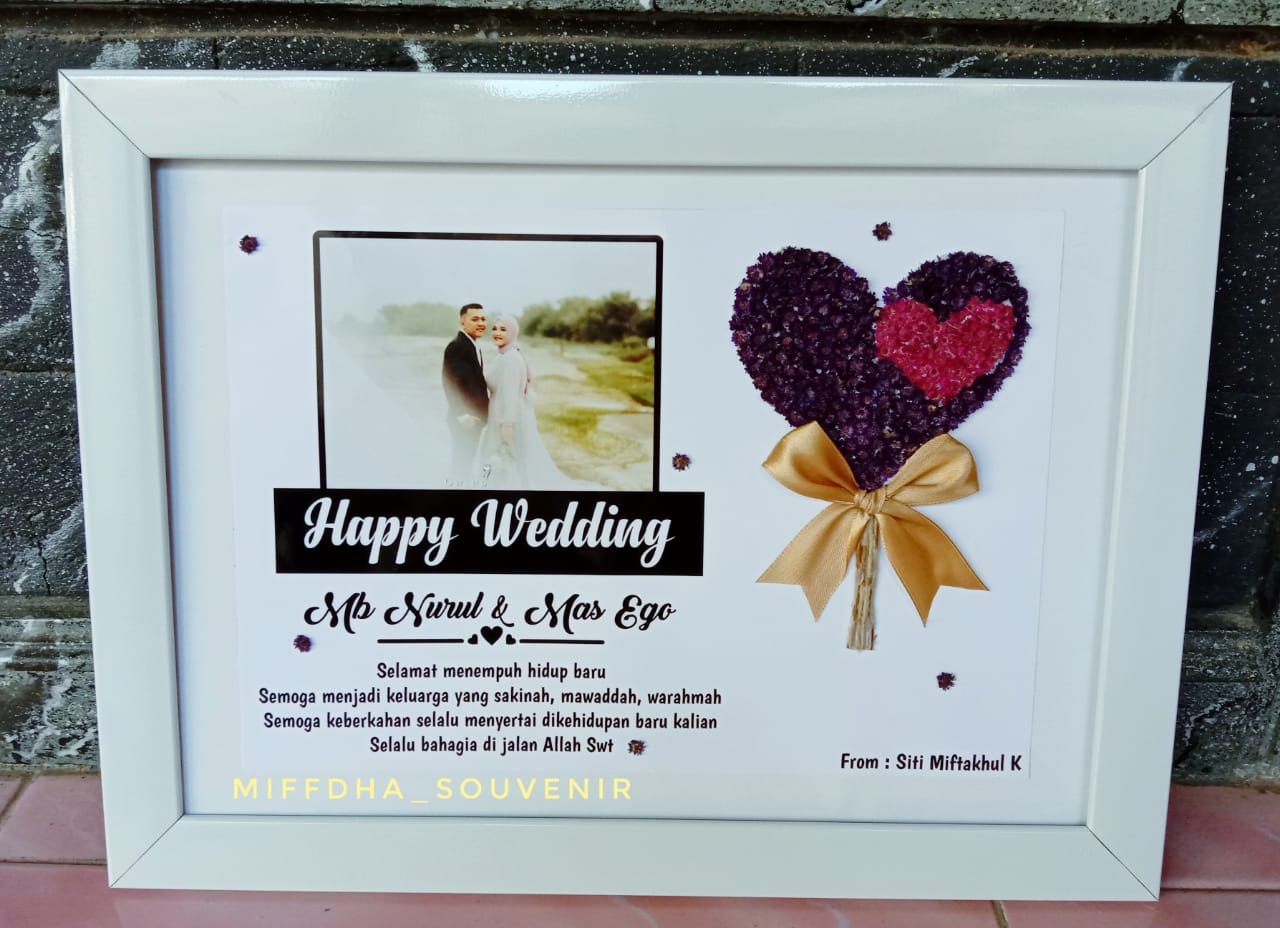 Happy Wedding
Mb Nurul & Mas Ego
Selamat menempuh hidup baru
Semoga menjadi keluarga yang sakinah, mawaddah, warahmah
Semoga keberkahan selalu menyertai dikehidupan baru kalian
Selalu bahagia di jalan Allah Swt
From : Siti Miftakhul K
MIFFDHA_SOUVENIR